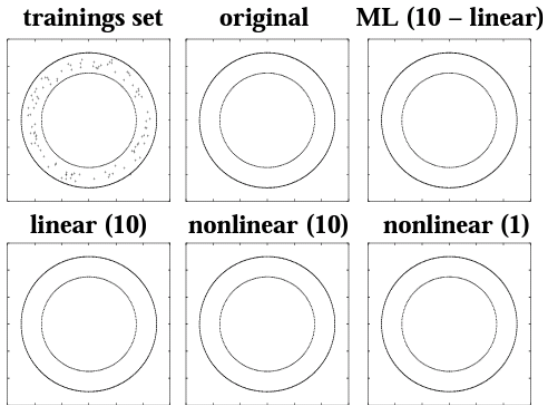 trainings set original ML (10 – linear)
linear (10) nonlinear (10) nonlinear (1)